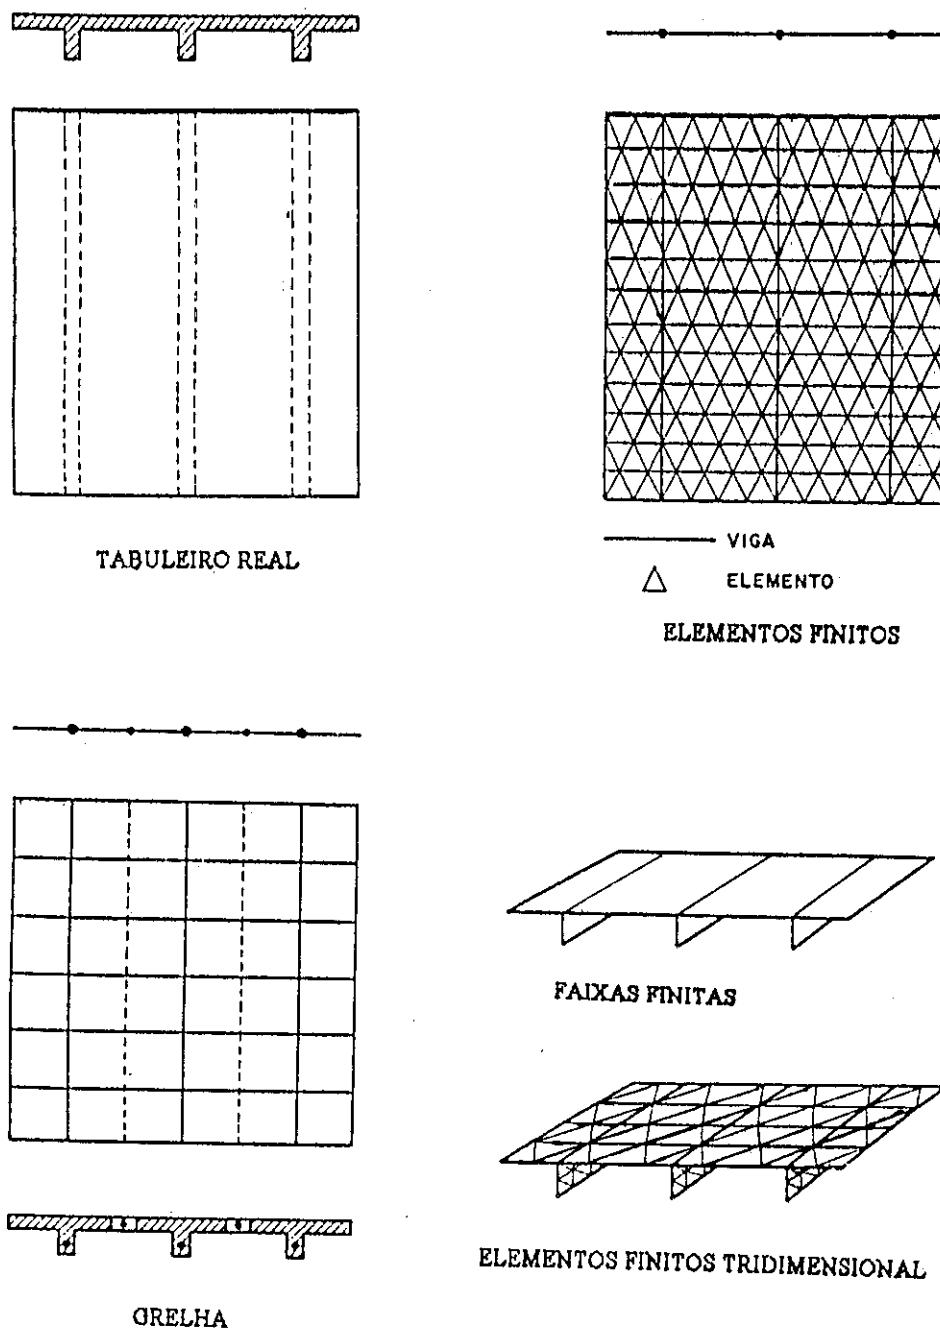 TABULEIRO REAL
VIGA
ELEMENTO
ELEMENTOS FINITOS
FAIXAS FINITAS
ELEMENTOS FINITOS TRIDIMENSIONAL
GRELHA